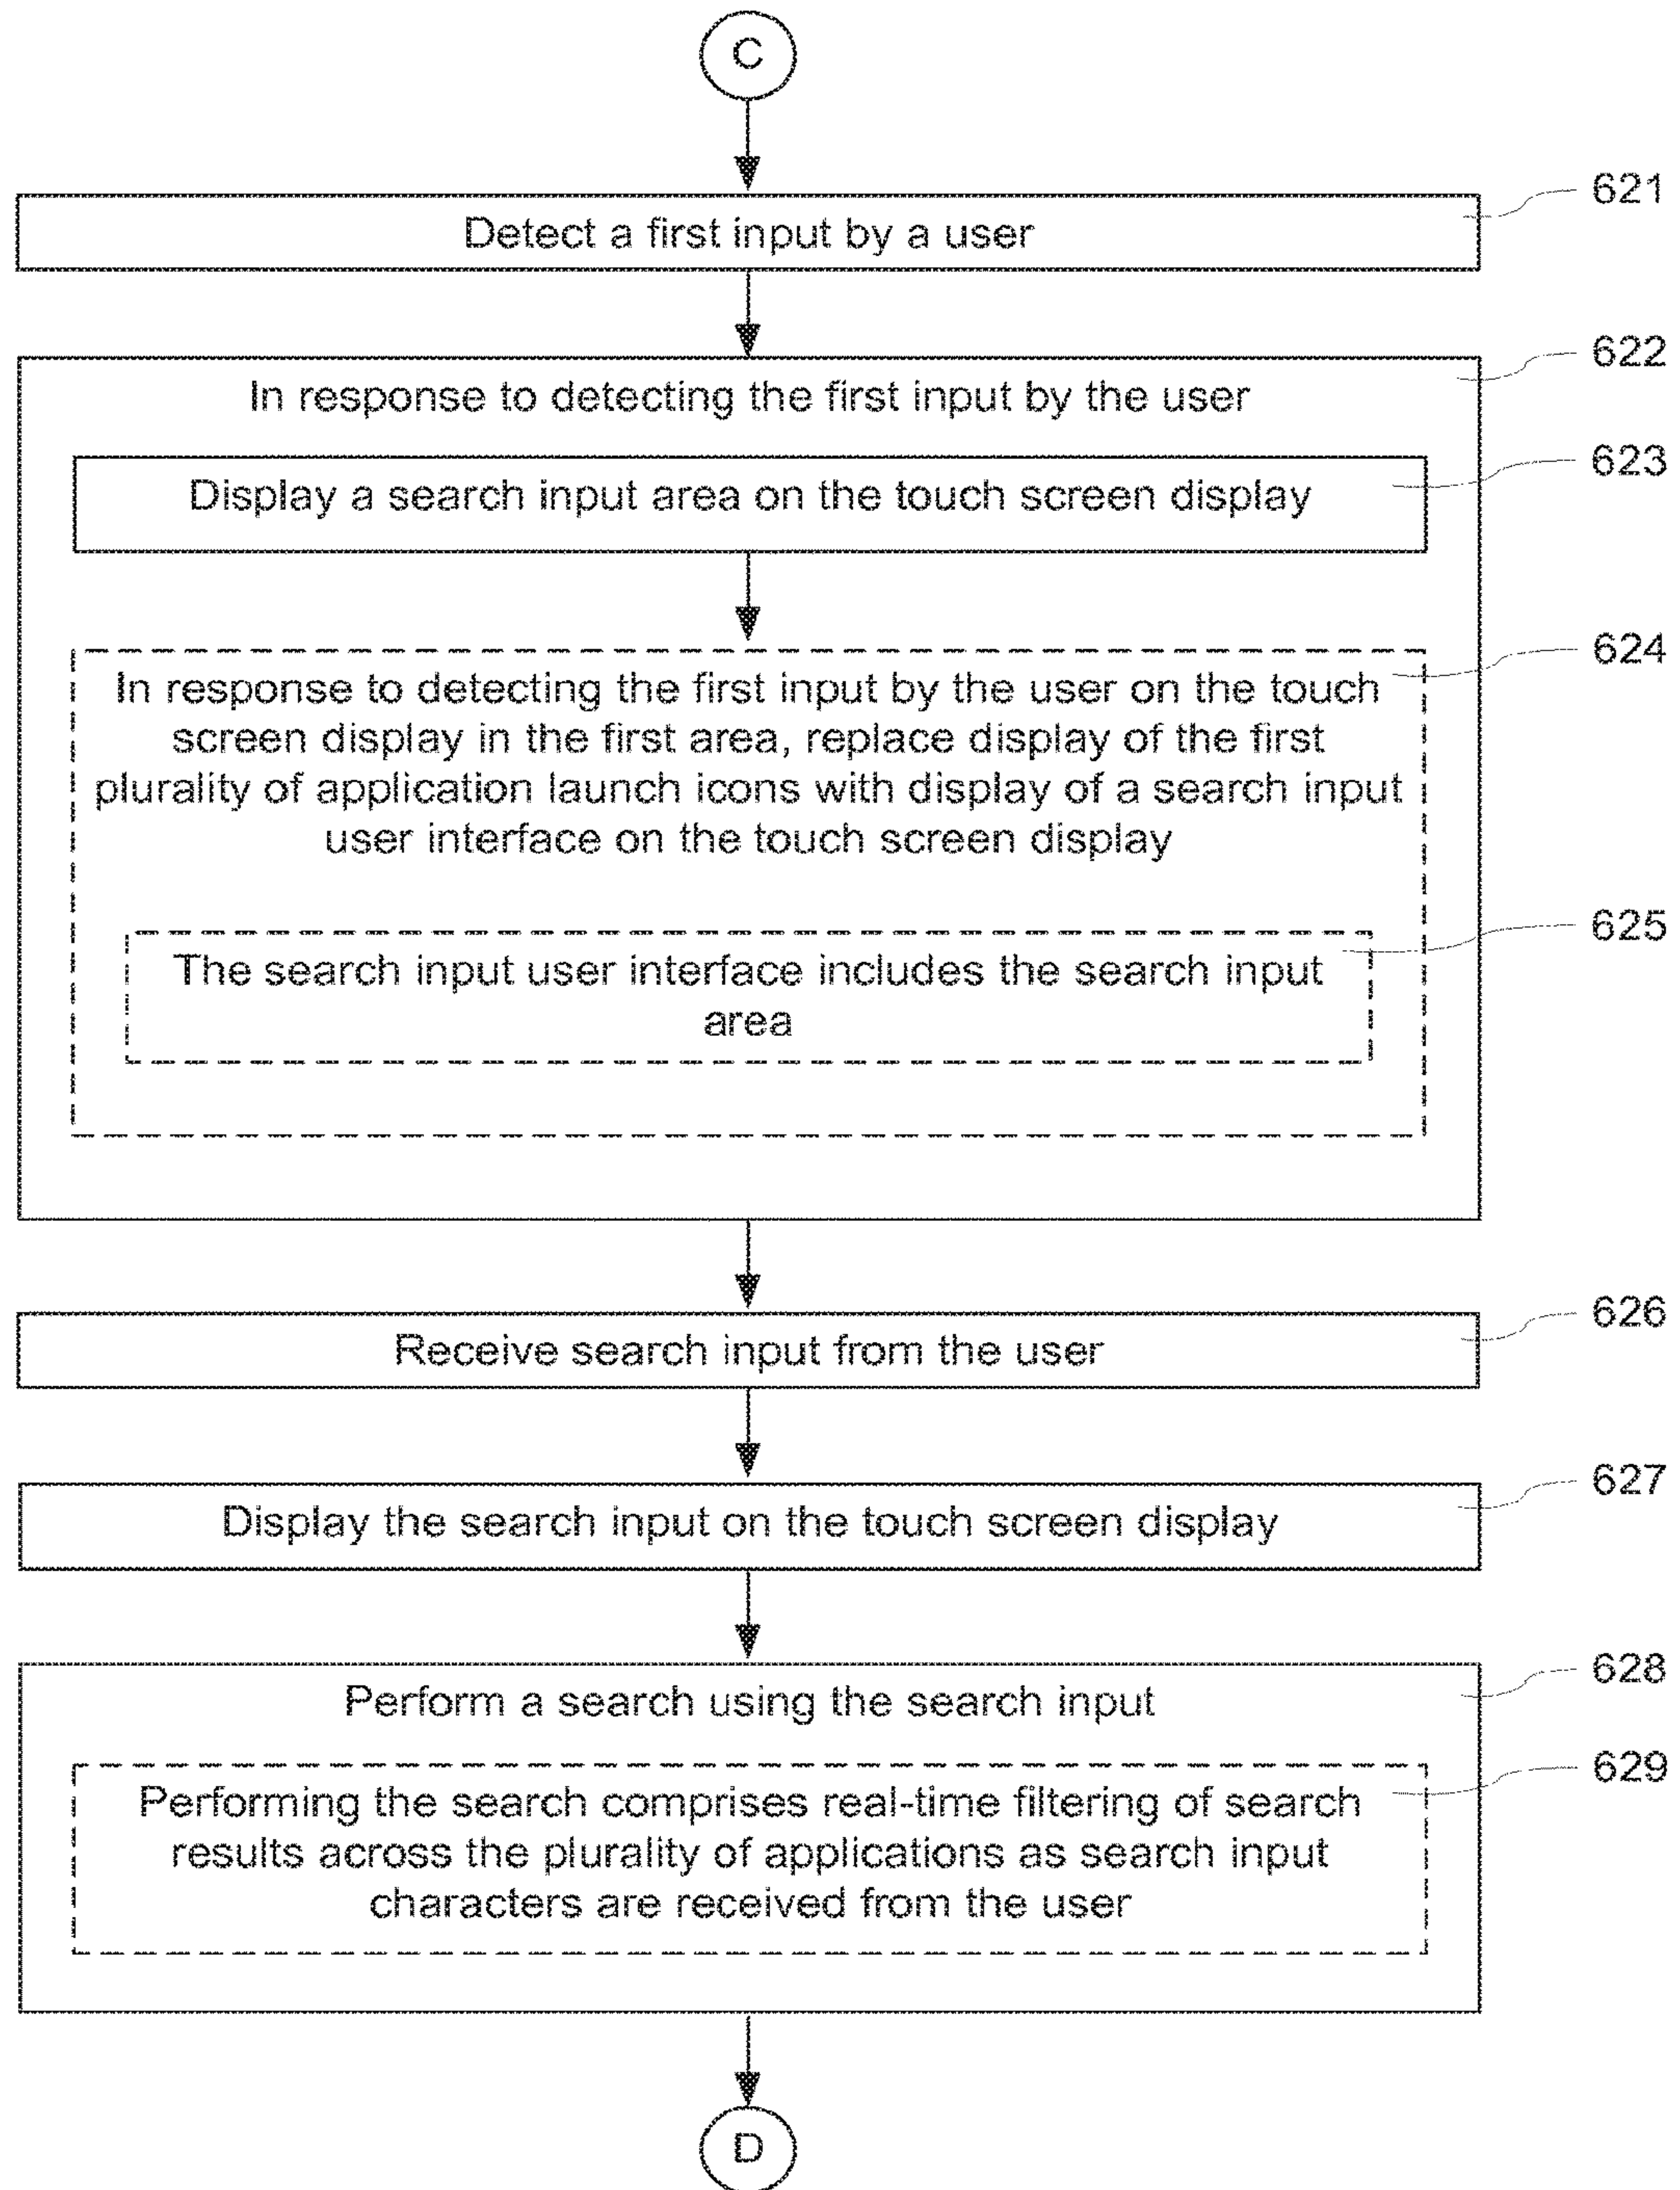 C
621
Detect a first input by a user
622
In response to detecting the first input by the user
623
Display a search input area on the touch screen display
624
In response to detecting the first input by the user on the touch
screen display in the first area, replace display of the first
plurality of application launch icons with display of a search input
user interface on the touch screen display
625
The search input user interface includes the search input
area
626
Receive search input from the user
627
Display the search input on the touch screen display
628
Perform a search using the search input
629
Performing the search comprises real-time filtering of search
results across the plurality of applications as search input
characters are received from the user
D